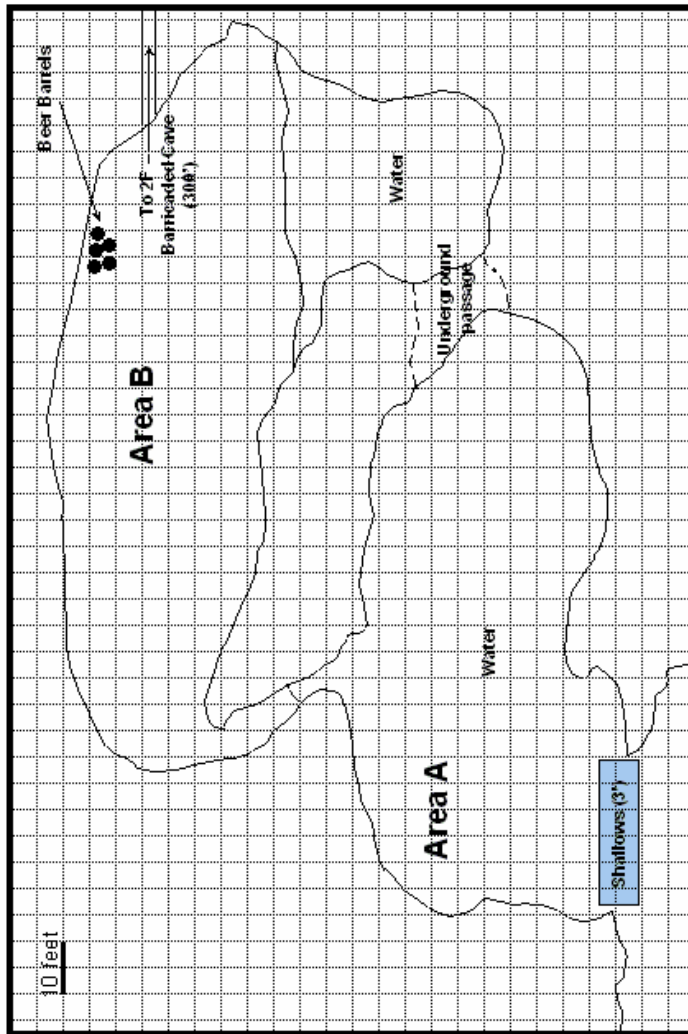 10 feet
Beer Barrels
To 2F
Barricaded Cave
(300')
Area B
Water
Underground
passage
Water
Area A
Shallows (3')